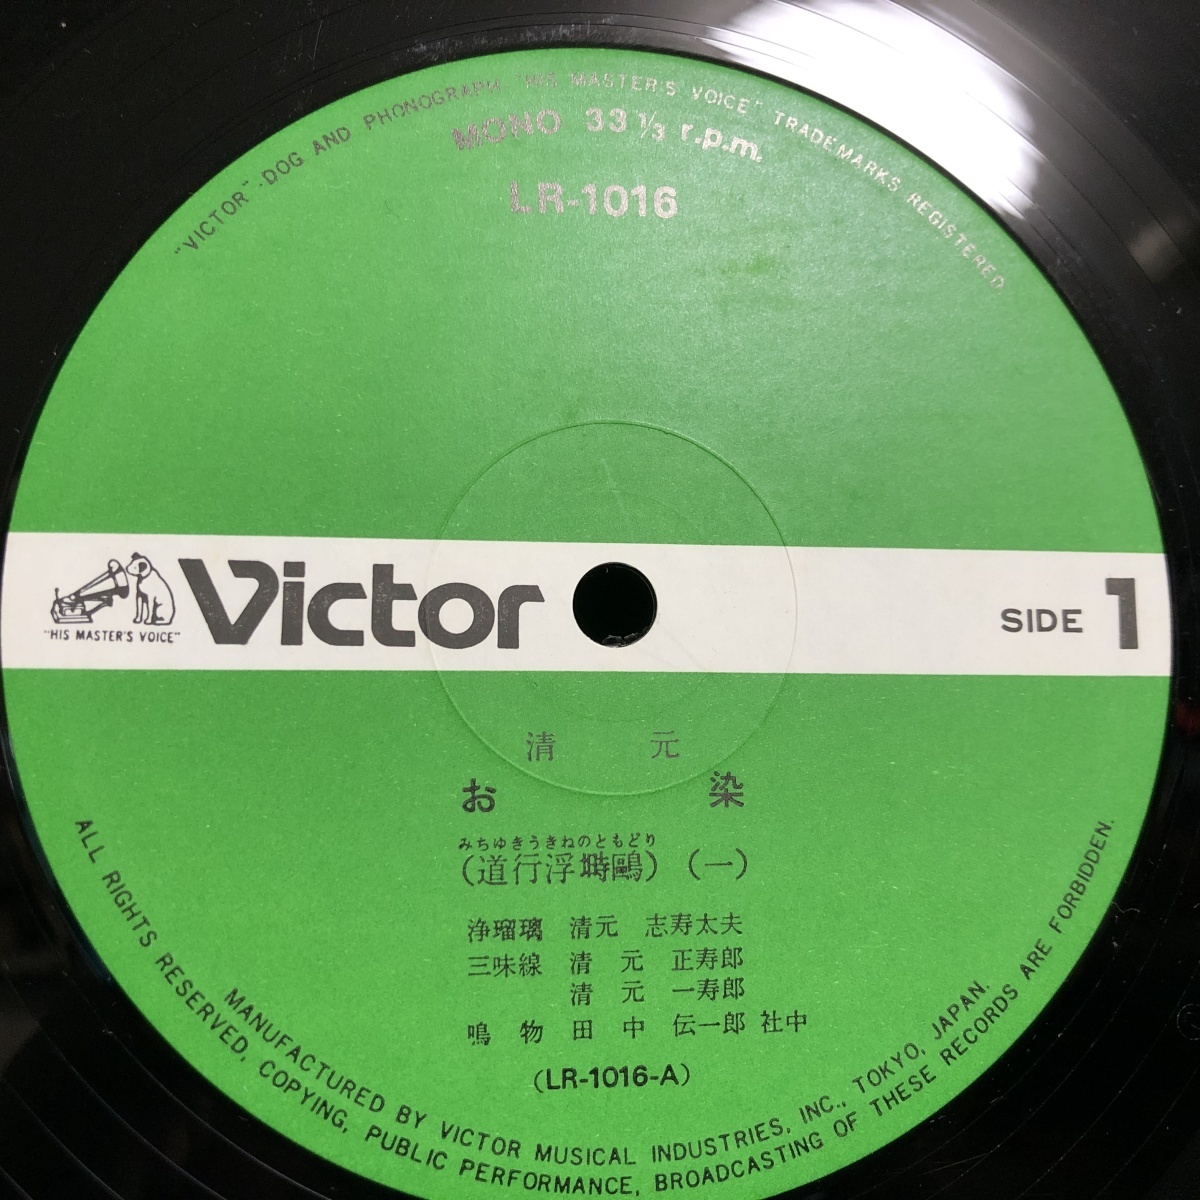 "VICTOR", DOG AND PHONOGRAPH, "HIS MASTER'S VOICE" TRADEMARKS REGISTERED
MONO 33 1/3 r.p.m.
LR-1016
"HIS MASTER'S VOICE"
Victor
SIDE 1
清元
お染
みちゆきうきねのともどり
(道行浮塒鷗) (一)
浄瑠璃 清元 志寿太夫
三味線 清元 正寿郎
清元 一寿郎
鳴物 田中 伝一郎 社中
(LR-1016-A)
MANUFACTURED BY VICTOR MUSICAL INDUSTRIES, INC., TOKYO, JAPAN.
ALL RIGHTS RESERVED, COPYING, PUBLIC PERFORMANCE, BROADCASTING OF THESE RECORDS ARE FORBIDDEN.